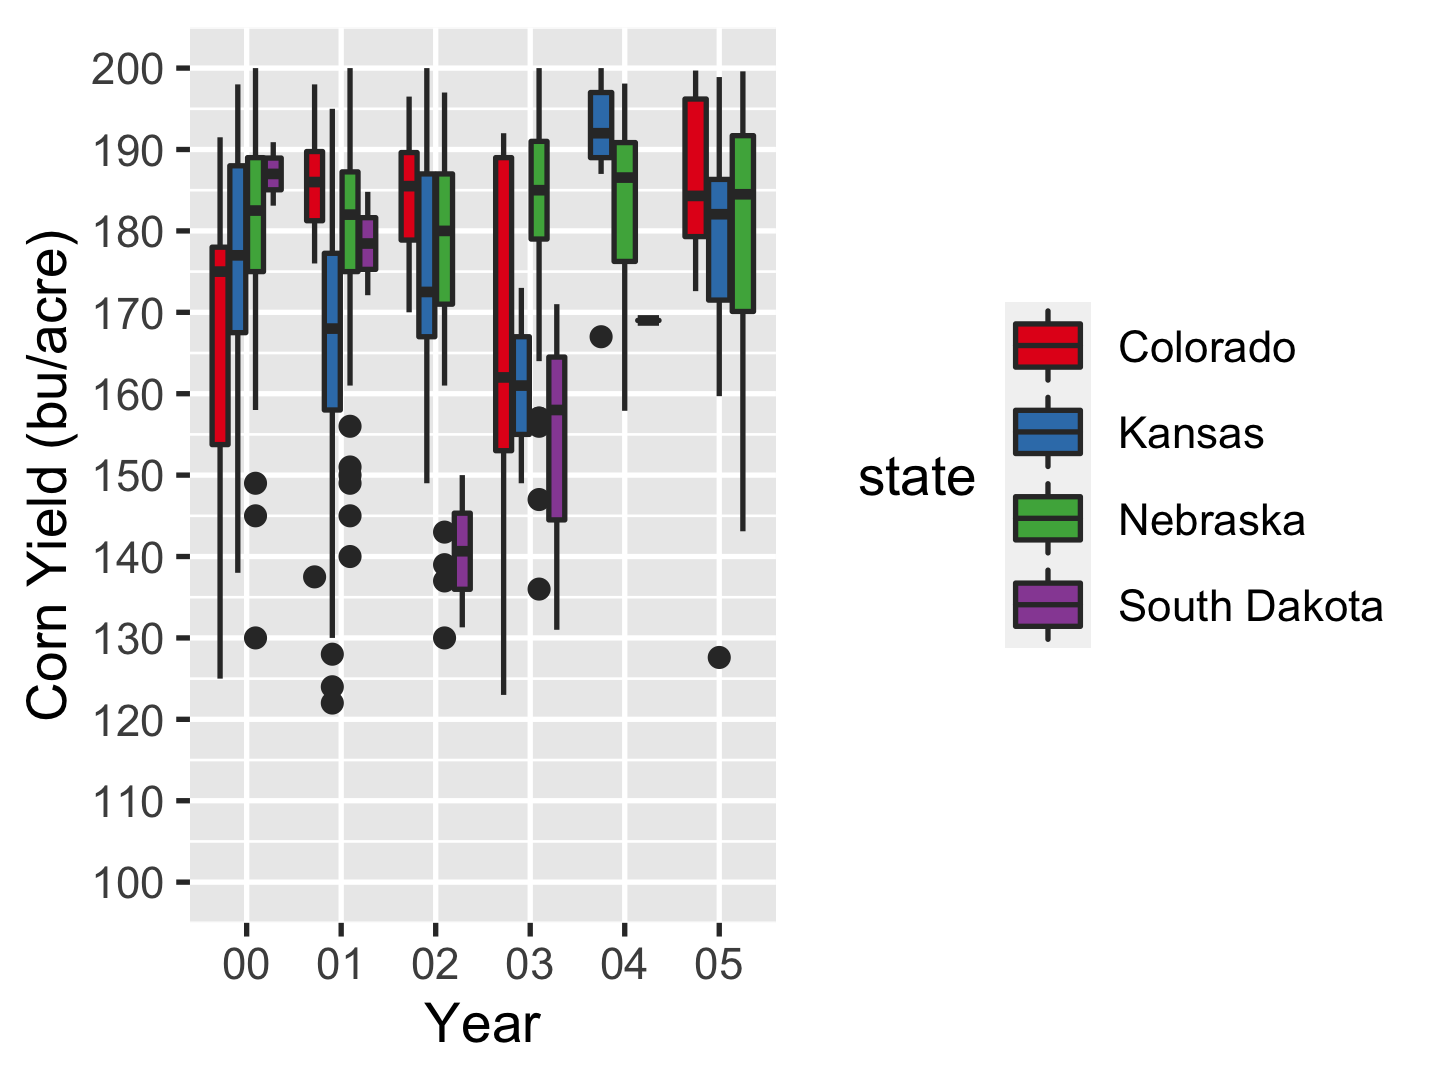 Corn Yield (bu/acre)
200
190
180
170
160
150
140
130
120
110
100
00 01 02 03 04 05
Year
state
Colorado
Kansas
Nebraska
South Dakota